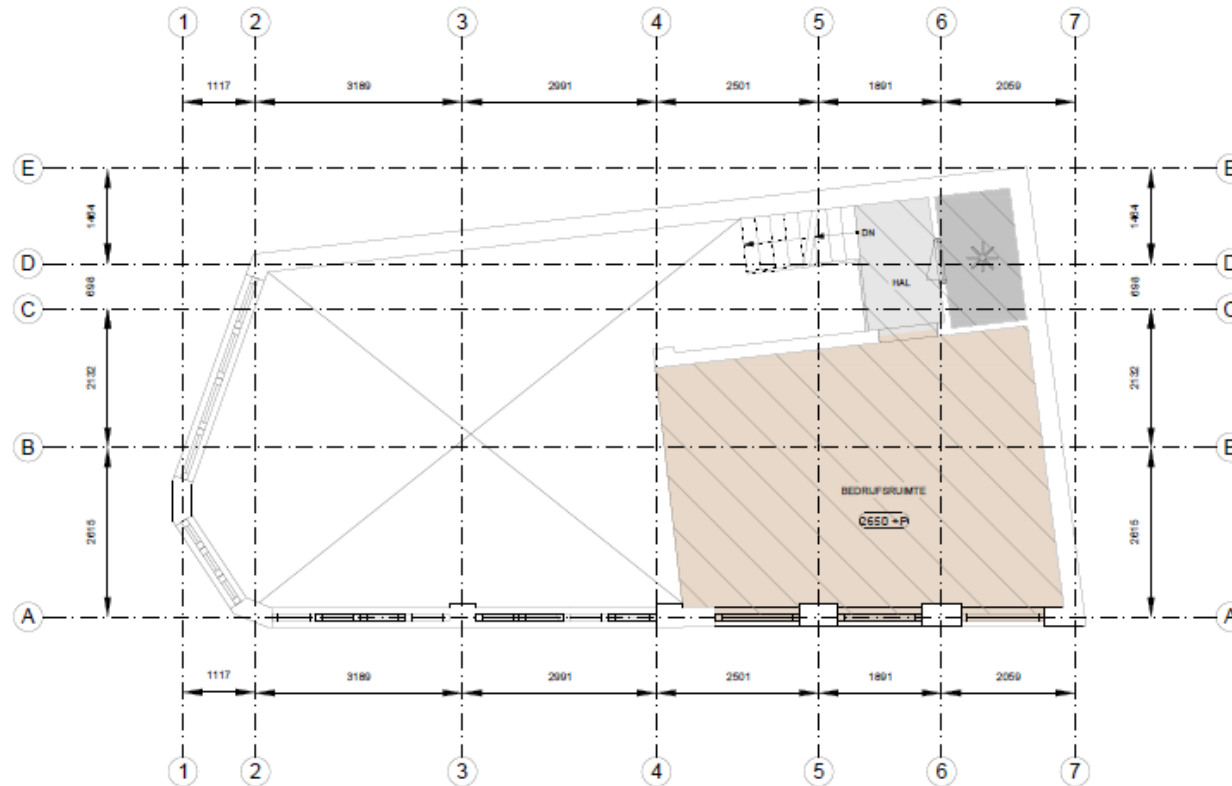 1 2 3 4 5 6 7
1117 3189 2991 2501 1891 2059
E E
1464 1464
DN
D D
698 HAL 698
C C
2132 2132
B B
BEDRIJFSRUIMTE
2650 +P
2615 2615
A A
1117 3189 2991 2501 1891 2059
1 2 3 4 5 6 7